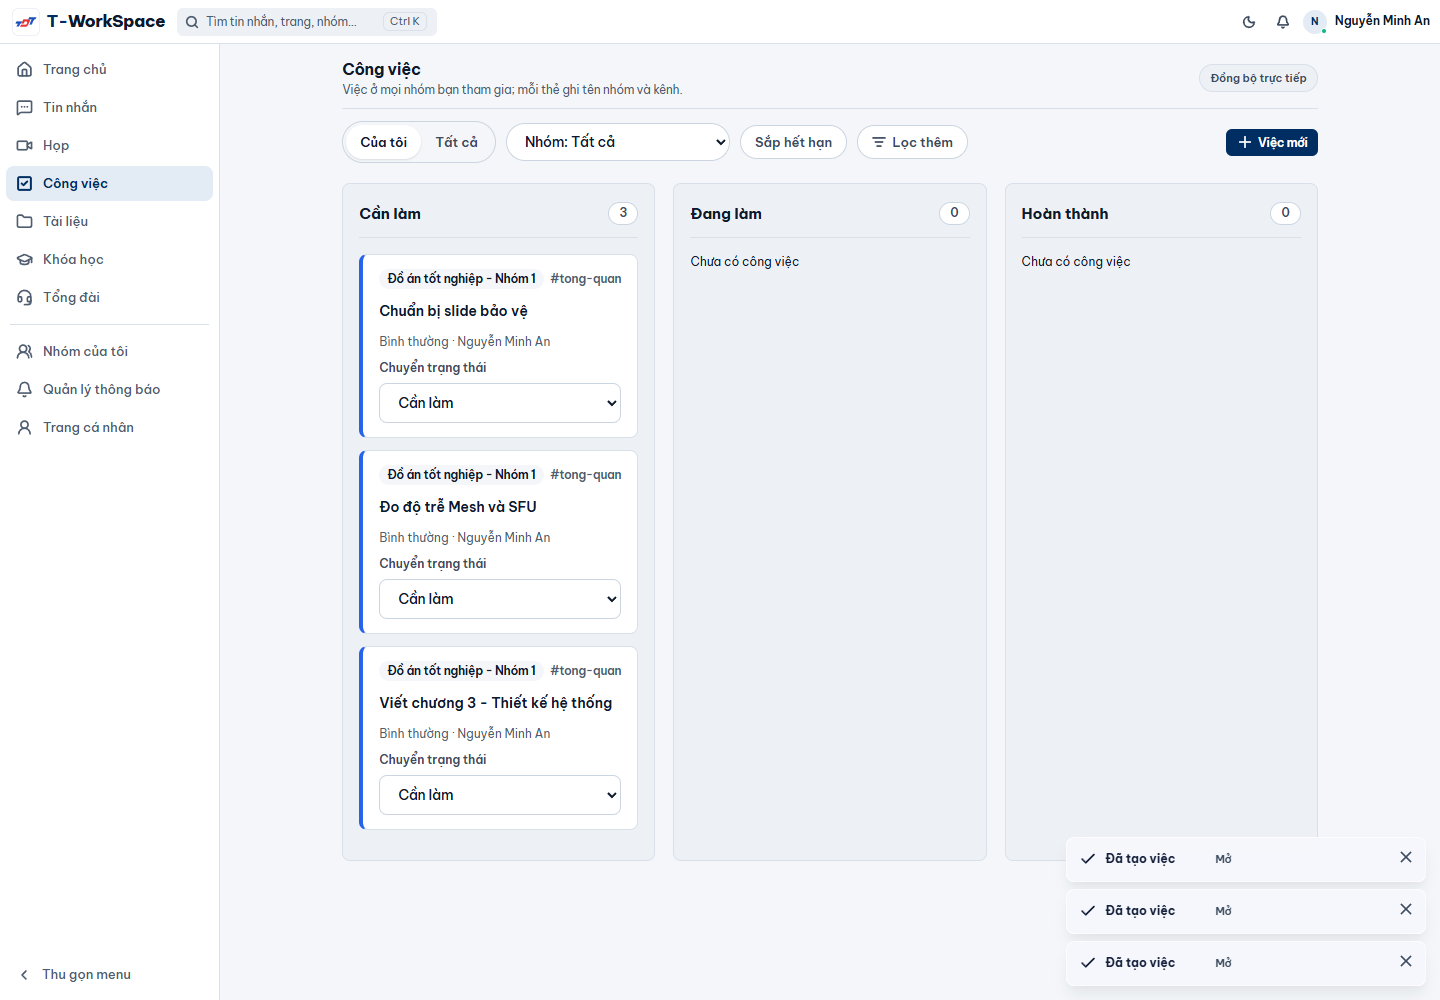 TDT T-WorkSpace
Tìm tin nhắn, trang, nhóm...
Ctrl K
N
Nguyễn Minh An
Trang chủ
Tin nhắn
Họp
Công việc
Tài liệu
Khóa học
Tổng đài
Nhóm của tôi
Quản lý thông báo
Trang cá nhân
Thu gọn menu
Công việc
Việc ở mọi nhóm bạn tham gia; mỗi thẻ ghi tên nhóm và kênh.
Đồng bộ trực tiếp
Của tôi
Tất cả
Nhóm: Tất cả
Sắp hết hạn
Lọc thêm
Việc mới
Cần làm
3
Đồ án tốt nghiệp - Nhóm 1 #tong-quan
Chuẩn bị slide bảo vệ
Bình thường · Nguyễn Minh An
Chuyển trạng thái
Cần làm
Đồ án tốt nghiệp - Nhóm 1 #tong-quan
Đo độ trễ Mesh và SFU
Bình thường · Nguyễn Minh An
Chuyển trạng thái
Cần làm
Đồ án tốt nghiệp - Nhóm 1 #tong-quan
Viết chương 3 - Thiết kế hệ thống
Bình thường · Nguyễn Minh An
Chuyển trạng thái
Cần làm
Đang làm
0
Chưa có công việc
Hoàn thành
0
Chưa có công việc
Đã tạo việc Mở
Đã tạo việc Mở
Đã tạo việc Mở